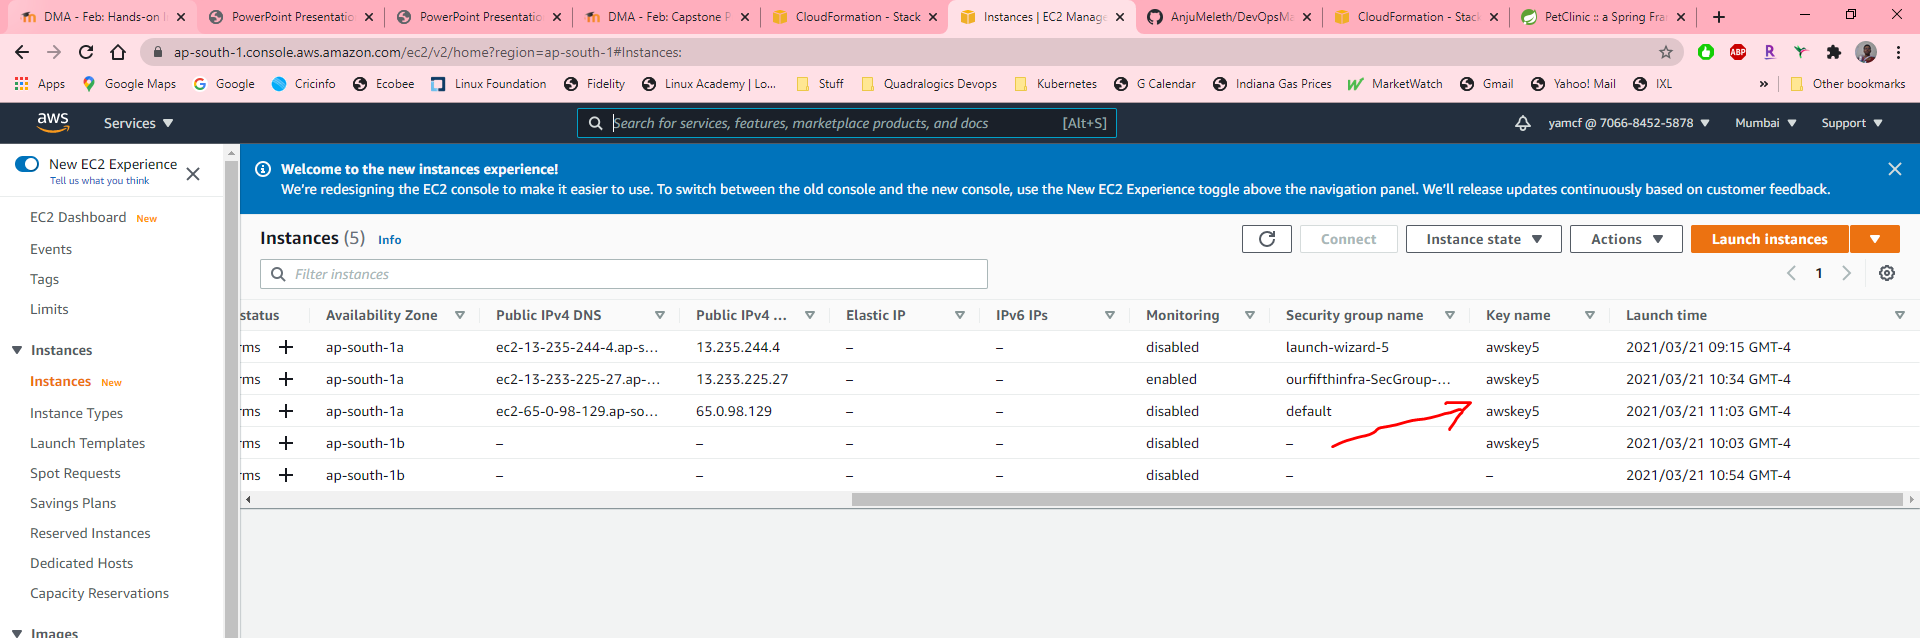 DMA - Feb: Hands-on
PowerPoint Presentatio
PowerPoint Presentatio
DMA - Feb: Capstone P
CloudFormation - Stack
Instances | EC2 Manage
AnjuMeleth/DevOpsMa
CloudFormation - Stack
PetClinic :: a Spring Fra
ap-south-1.console.aws.amazon.com/ec2/v2/home?region=ap-south-1#Instances:
ABP
Apps
Google Maps
Google
Cricinfo
Ecobee
Linux Foundation
Fidelity
Linux Academy | Lo...
Stuff
Quadralogics Devops
Kubernetes
G Calendar
Indiana Gas Prices
MarketWatch
Gmail
Yahoo! Mail
IXL
»
Other bookmarks
aws
Services
Search for services, features, marketplace products, and docs
[Alt+S]
yamcf @ 7066-8452-5878
Mumbai
Support
New EC2 Experience
Tell us what you think
EC2 Dashboard New
Events
Tags
Limits
Instances
Instances New
Instance Types
Launch Templates
Spot Requests
Savings Plans
Reserved Instances
Dedicated Hosts
Capacity Reservations
Images
Welcome to the new instances experience!
We're redesigning the EC2 console to make it easier to use. To switch between the old console and the new console, use the New EC2 Experience toggle above the navigation panel. We'll release updates continuously based on customer feedback.
Instances (5) Info
Connect
Instance state
Actions
Launch instances
Filter instances
1
status Availability Zone Public IPv4 DNS Public IPv4 ... Elastic IP IPv6 IPs Monitoring Security group name Key name Launch time
rms + ap-south-1a ec2-13-235-244-4.ap-s... 13.235.244.4 – – disabled launch-wizard-5 awskey5 2021/03/21 09:15 GMT-4
rms + ap-south-1a ec2-13-233-225-27.ap-... 13.233.225.27 – – enabled ourfifthinfra-SecGroup-... awskey5 2021/03/21 10:34 GMT-4
rms + ap-south-1a ec2-65-0-98-129.ap-so... 65.0.98.129 – – disabled default awskey5 2021/03/21 11:03 GMT-4
rms + ap-south-1b – – – – disabled – awskey5 2021/03/21 10:03 GMT-4
rms + ap-south-1b – – – – disabled – – 2021/03/21 10:54 GMT-4